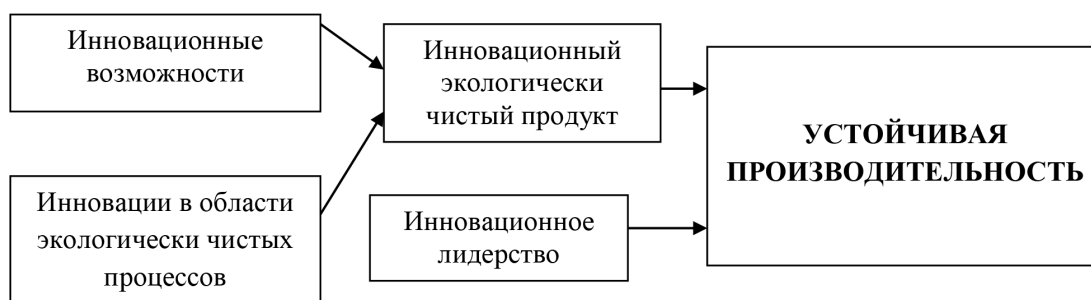 Инновационные
возможности
Инновационный
экологически
чистый продукт
УСТОЙЧИВАЯ
ПРОИЗВОДИТЕЛЬНОСТЬ
Инновации в области
экологически чистых
процессов
Инновационное
лидерство